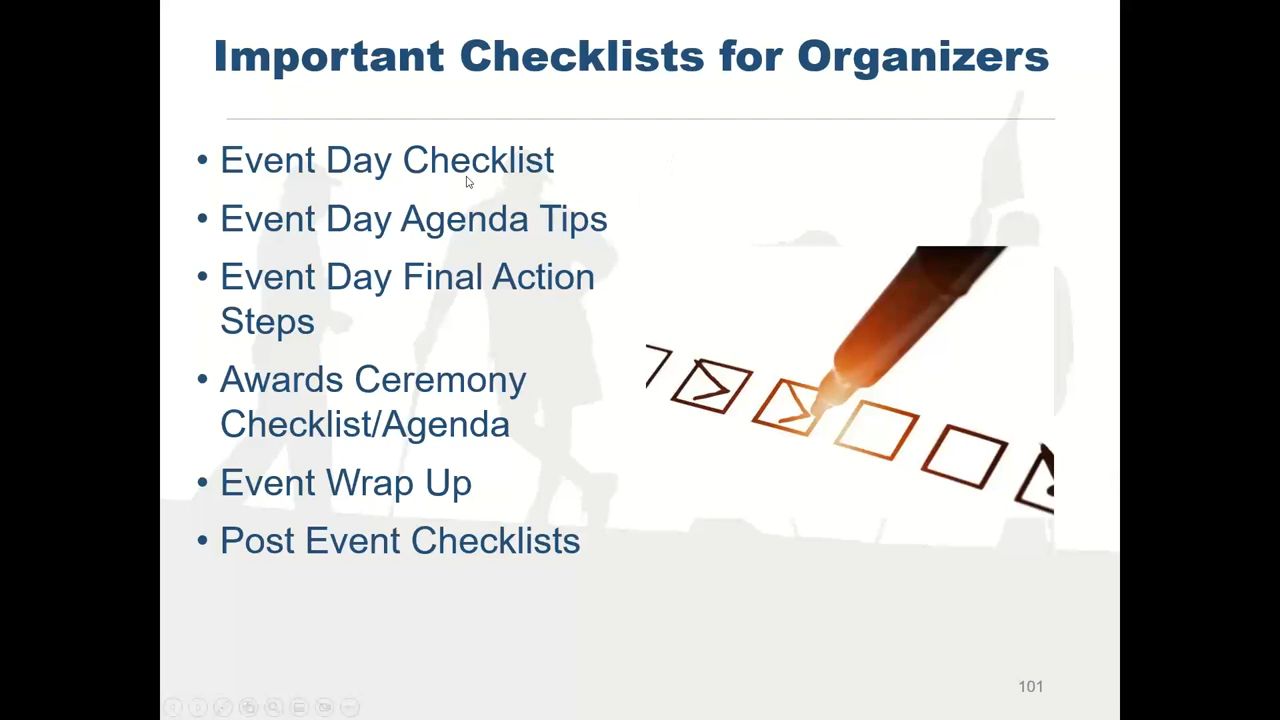 Important Checklists for Organizers
• Event Day Checklist
• Event Day Agenda Tips
• Event Day Final Action
Steps
• Awards Ceremony
Checklist/Agenda
• Event Wrap Up
• Post Event Checklists
101